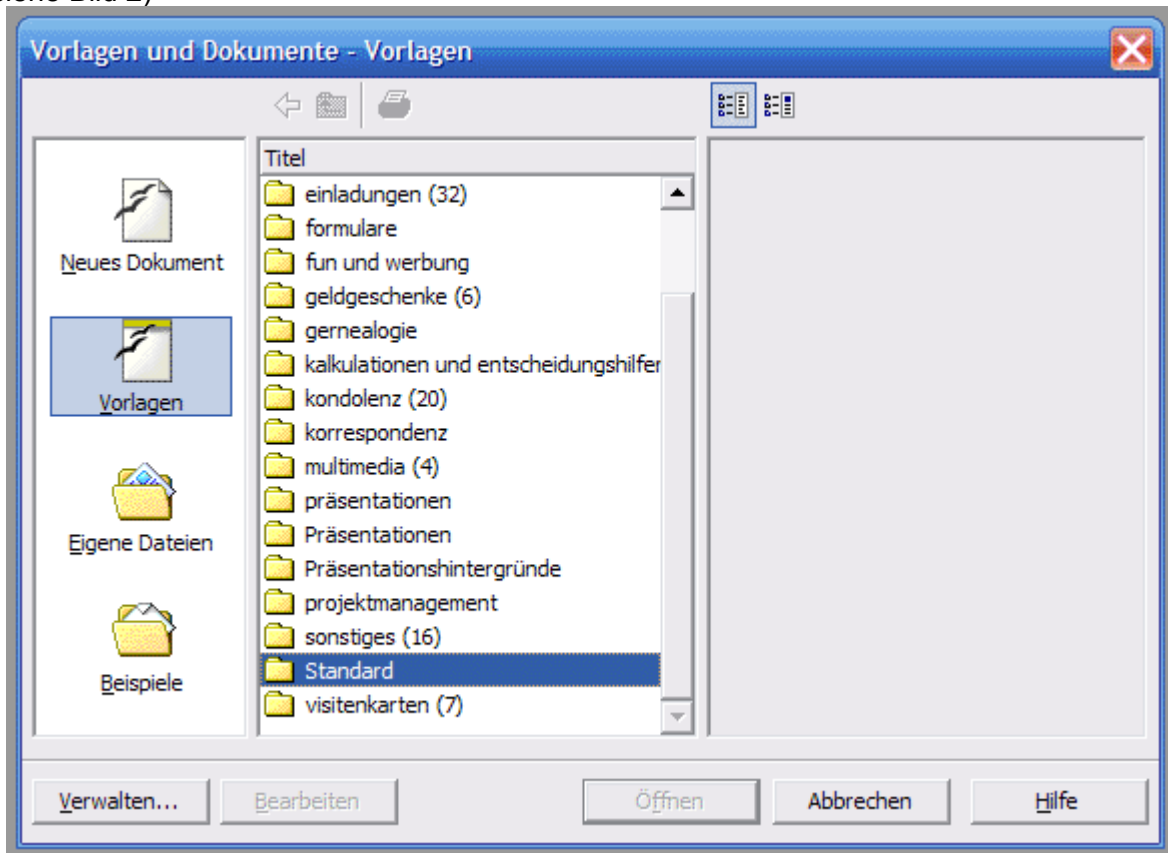 Vorlagen und Dokumente - Vorlagen
Neues Dokument
Vorlagen
Eigene Dateien
Beispiele
Titel
einladungen (32)
formulare
fun und werbung
geldgeschenke (6)
gernealogie
kalkulationen und entscheidungshilfer
kondolenz (20)
korrespondenz
multimedia (4)
präsentationen
Präsentationen
Präsentationshintergründe
projektmanagement
sonstiges (16)
Standard
visitenkarten (7)
Verwalten... Bearbeiten Öffnen Abbrechen Hilfe